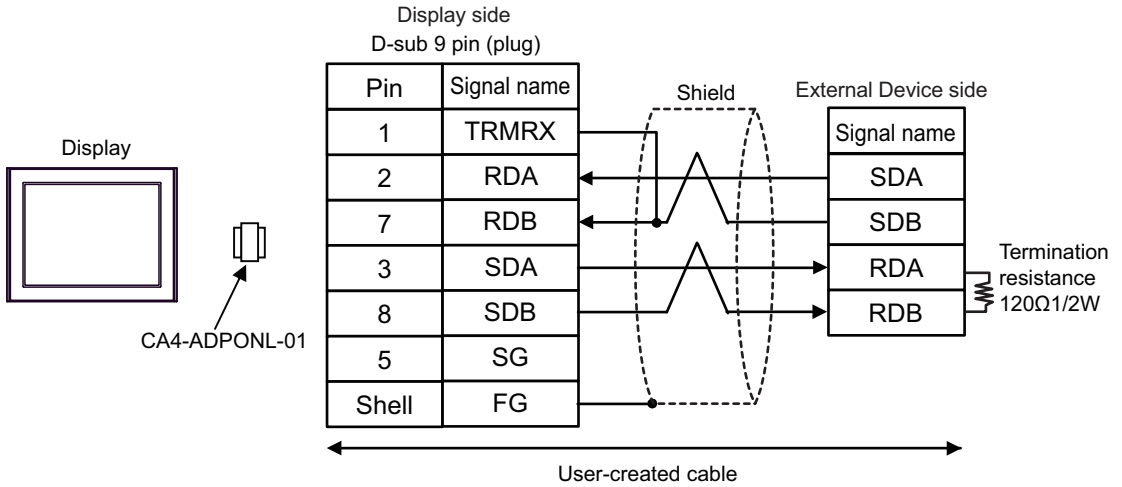 Display side
D-sub 9 pin (plug)
Pin Signal name
Shield
External Device side
1 TRMRX
Signal name
Display
2 RDA
SDA
7 RDB
SDB
3 SDA
RDA
Termination
resistance
120Ω1/2W
8 SDB
RDB
CA4-ADPONL-01
5 SG
Shell FG
User-created cable